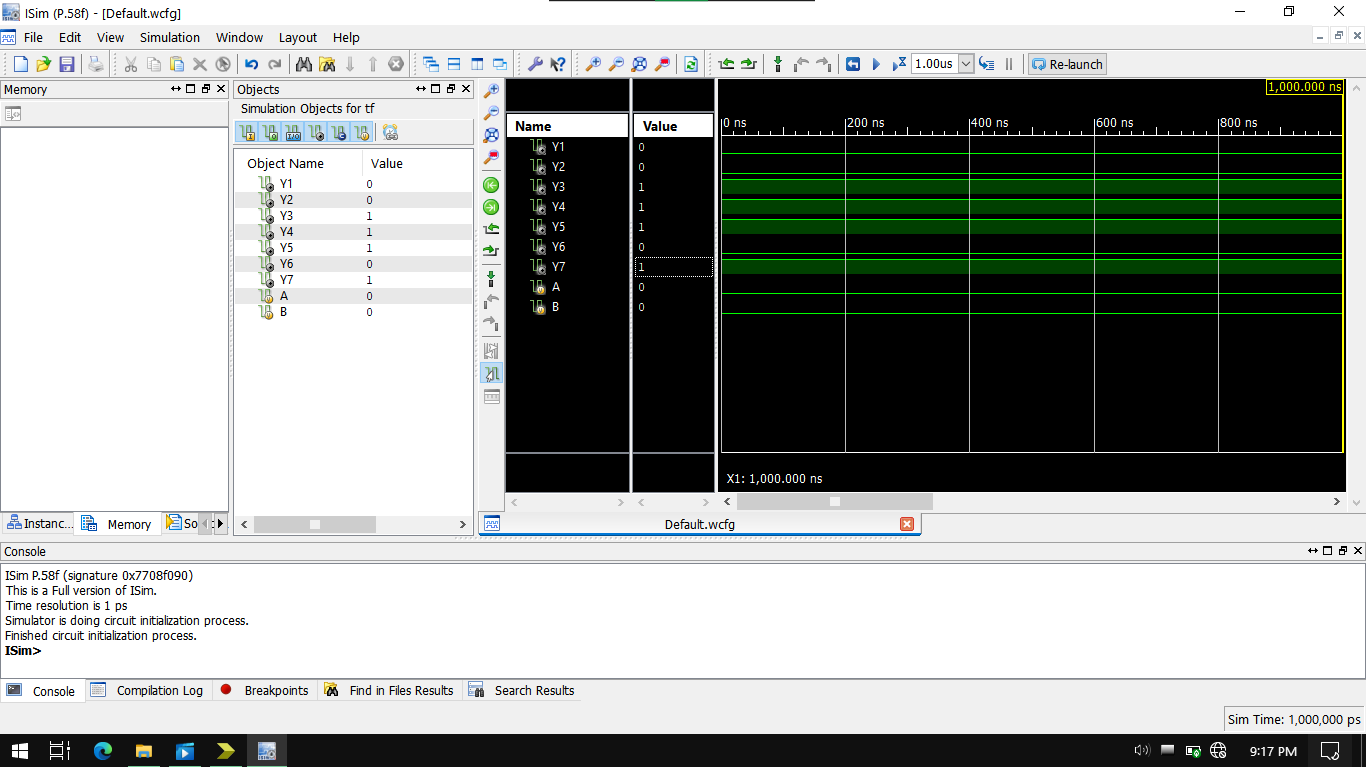 ISim (P.58f) - [Default.wcfg]
File Edit View Simulation Window Layout Help
1.00us Re-launch
Memory
Objects
Simulation Objects for tf
Object Name Value
Y1 0
Y2 0
Y3 1
Y4 1
Y5 1
Y6 0
Y7 1
A 0
B 0
Name Value
Y1 0
Y2 0
Y3 1
Y4 1
Y5 1
Y6 0
Y7 1
A 0
B 0
1,000.000 ns
0 ns 200 ns 400 ns 600 ns 800 ns
X1: 1,000.000 ns
Instanc... Memory So
Default.wcfg
Console
ISim P.58f (signature 0x7708f090)
This is a Full version of ISim.
Time resolution is 1 ps
Simulator is doing circuit initialization process.
Finished circuit initialization process.
ISim>
Console Compilation Log Breakpoints Find in Files Results Search Results
Sim Time: 1,000,000 ps
9:17 PM